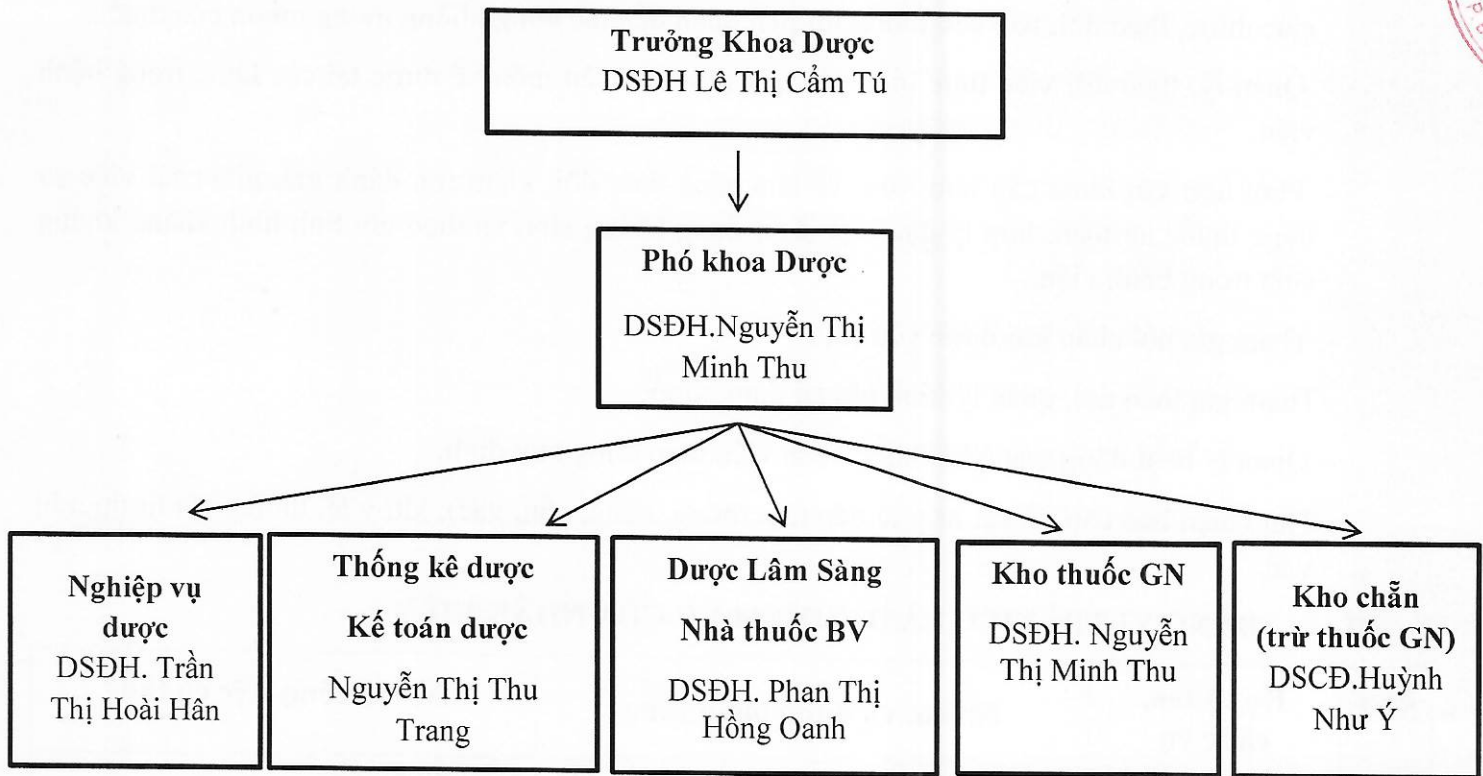 Trưởng Khoa Dược
DSĐH Lê Thị Cẩm Tú
Phó khoa Dược
DSĐH.Nguyễn Thị
Minh Thu
Nghiệp vụ
dược
DSĐH. Trần
Thị Hoài Hân
Thống kê dược
Kế toán dược
Nguyễn Thị Thu
Trang
Dược Lâm Sàng
Nhà thuốc BV
DSĐH. Phan Thị
Hồng Oanh
Kho thuốc GN
DSĐH. Nguyễn
Thị Minh Thu
Kho chẵn
(trừ thuốc GN)
DSCĐ.Huỳnh
Như Ý